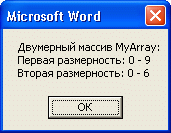 Microsoft Word
Двумерный массив MyArray:
Первая размерность: 0 - 9
Вторая размерность: 0 - 6
OK